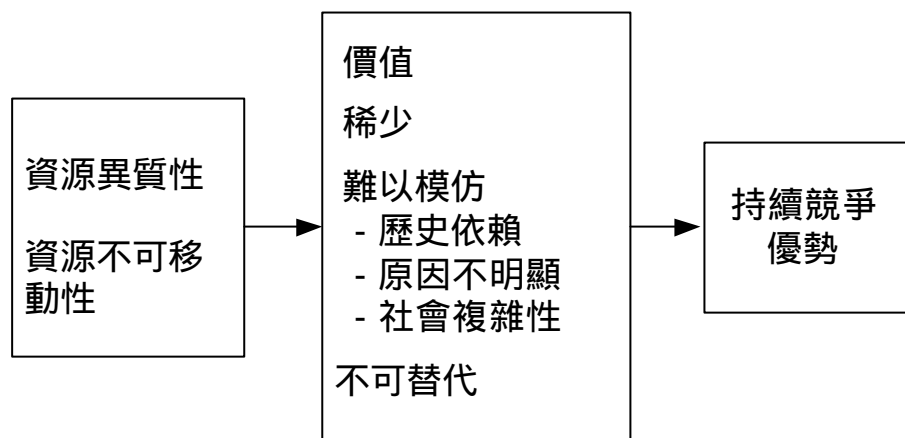 資源異質性
資源不可移
動性
價值
稀少
難以模仿
- 歷史依賴
- 原因不明顯
- 社會複雜性
不可替代
持續競爭
優勢